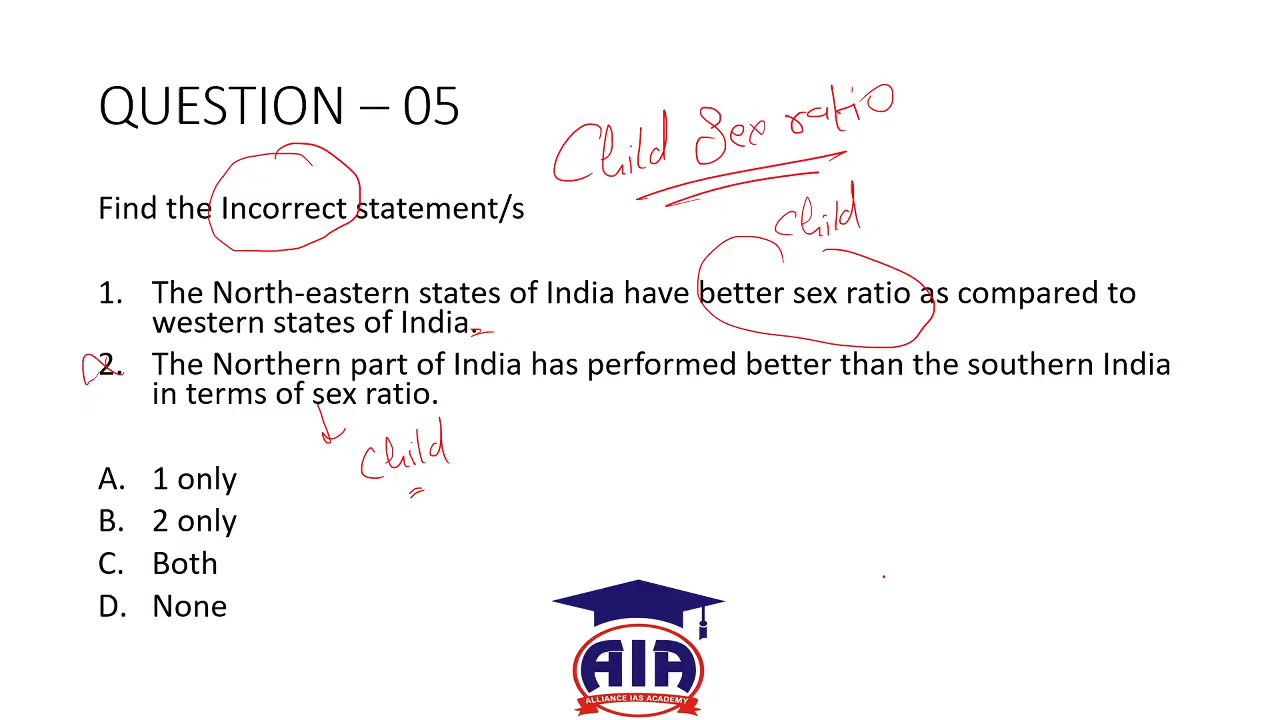 QUESTION – 05
Child Sex ratio
Find the Incorrect statement/s
child
1. The North-eastern states of India have better sex ratio as compared to
western states of India.
2. The Northern part of India has performed better than the southern India
in terms of sex ratio.
child
A. 1 only
B. 2 only
C. Both
D. None
AIA
ALLIANCE IAS ACADEMY